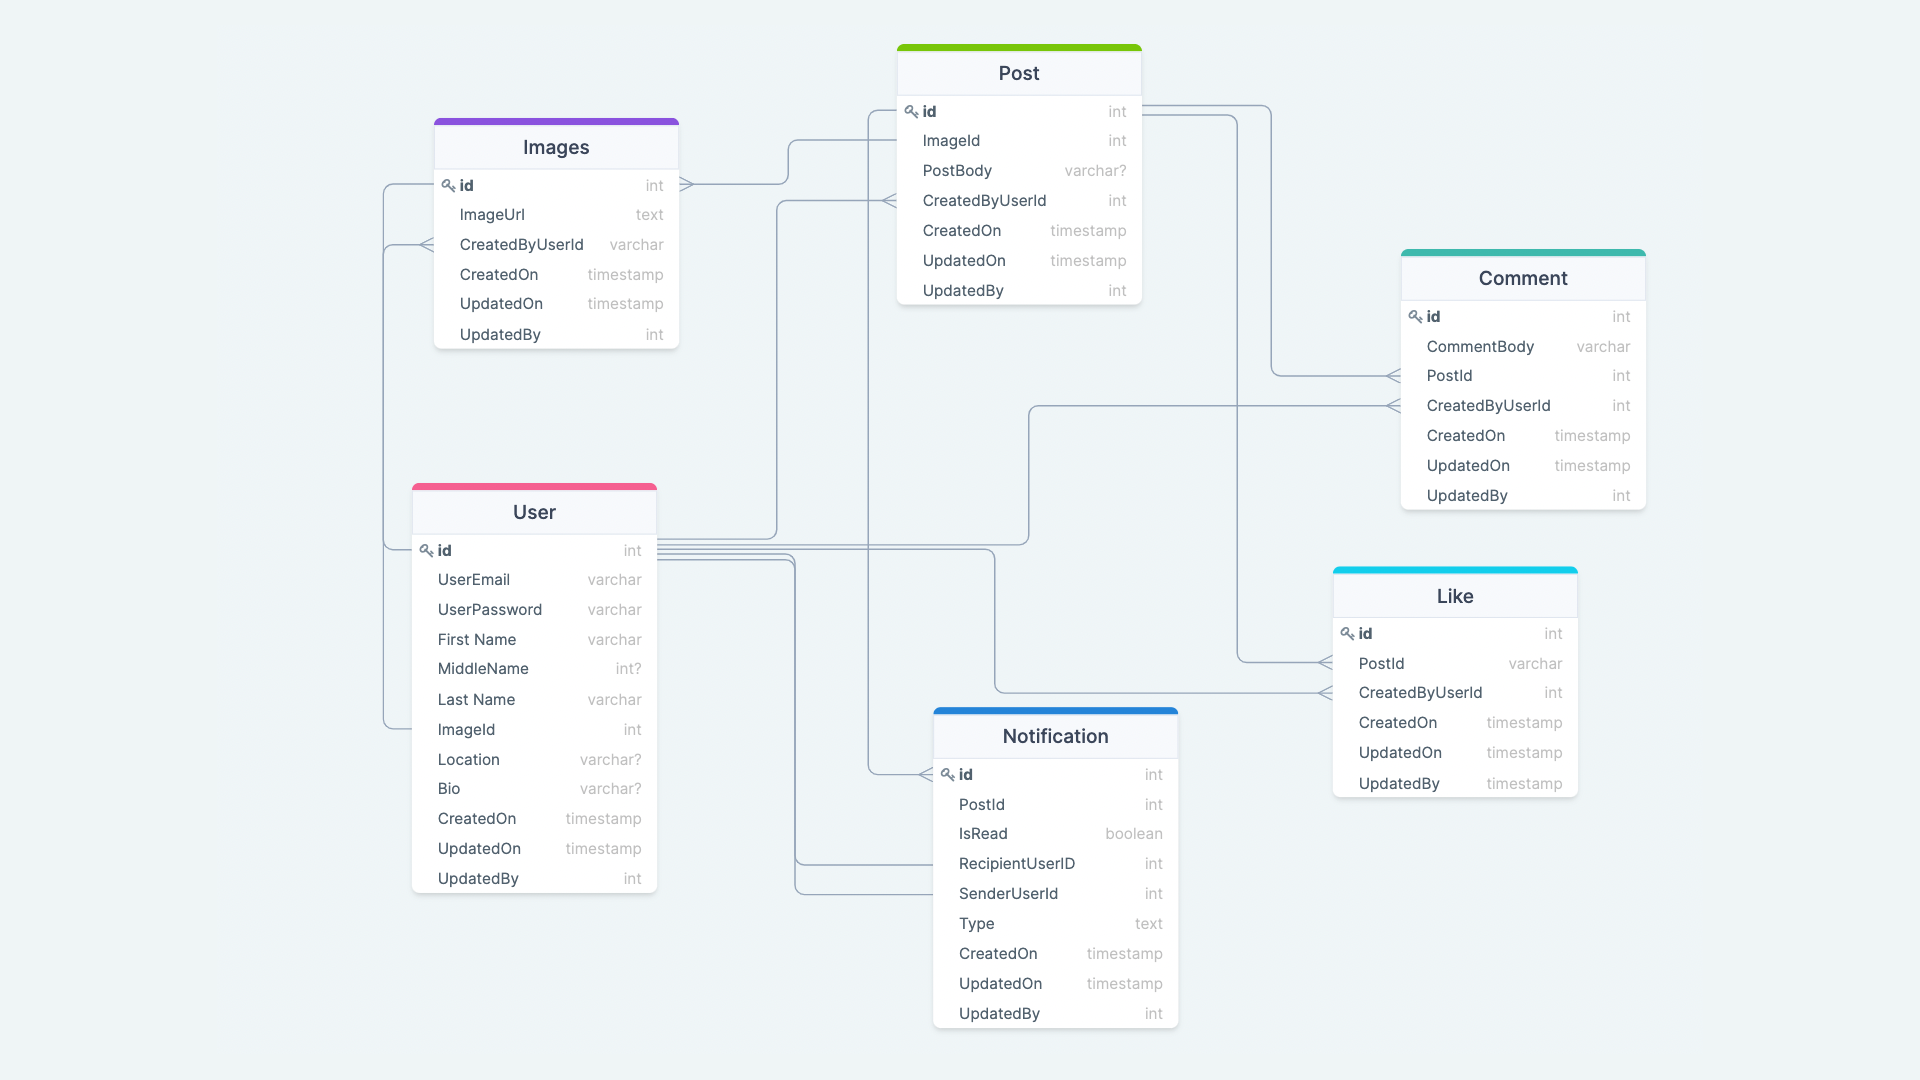 Post
id int
ImageId int
PostBody varchar?
CreatedByUserId int
CreatedOn timestamp
UpdatedOn timestamp
UpdatedBy int
Images
id int
ImageUrl text
CreatedByUserId varchar
CreatedOn timestamp
UpdatedOn timestamp
UpdatedBy int
Comment
id int
CommentBody varchar
PostId int
CreatedByUserId int
CreatedOn timestamp
UpdatedOn timestamp
UpdatedBy int
User
id int
UserEmail varchar
UserPassword varchar
First Name varchar
MiddleName int?
Last Name varchar
ImageId int
Location varchar?
Bio varchar?
CreatedOn timestamp
UpdatedOn timestamp
UpdatedBy int
Like
id int
PostId varchar
CreatedByUserId int
CreatedOn timestamp
UpdatedOn timestamp
UpdatedBy timestamp
Notification
id int
PostId int
IsRead boolean
RecipientUserID int
SenderUserId int
Type text
CreatedOn timestamp
UpdatedOn timestamp
UpdatedBy int